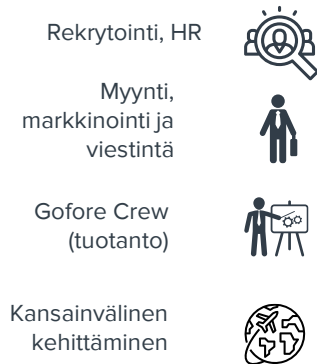 Rekrytointi, HR
Myynti,
markkinointi ja
viestintä
Gofore Crew
(tuotanto)
Kansainvälinen
kehittäminen